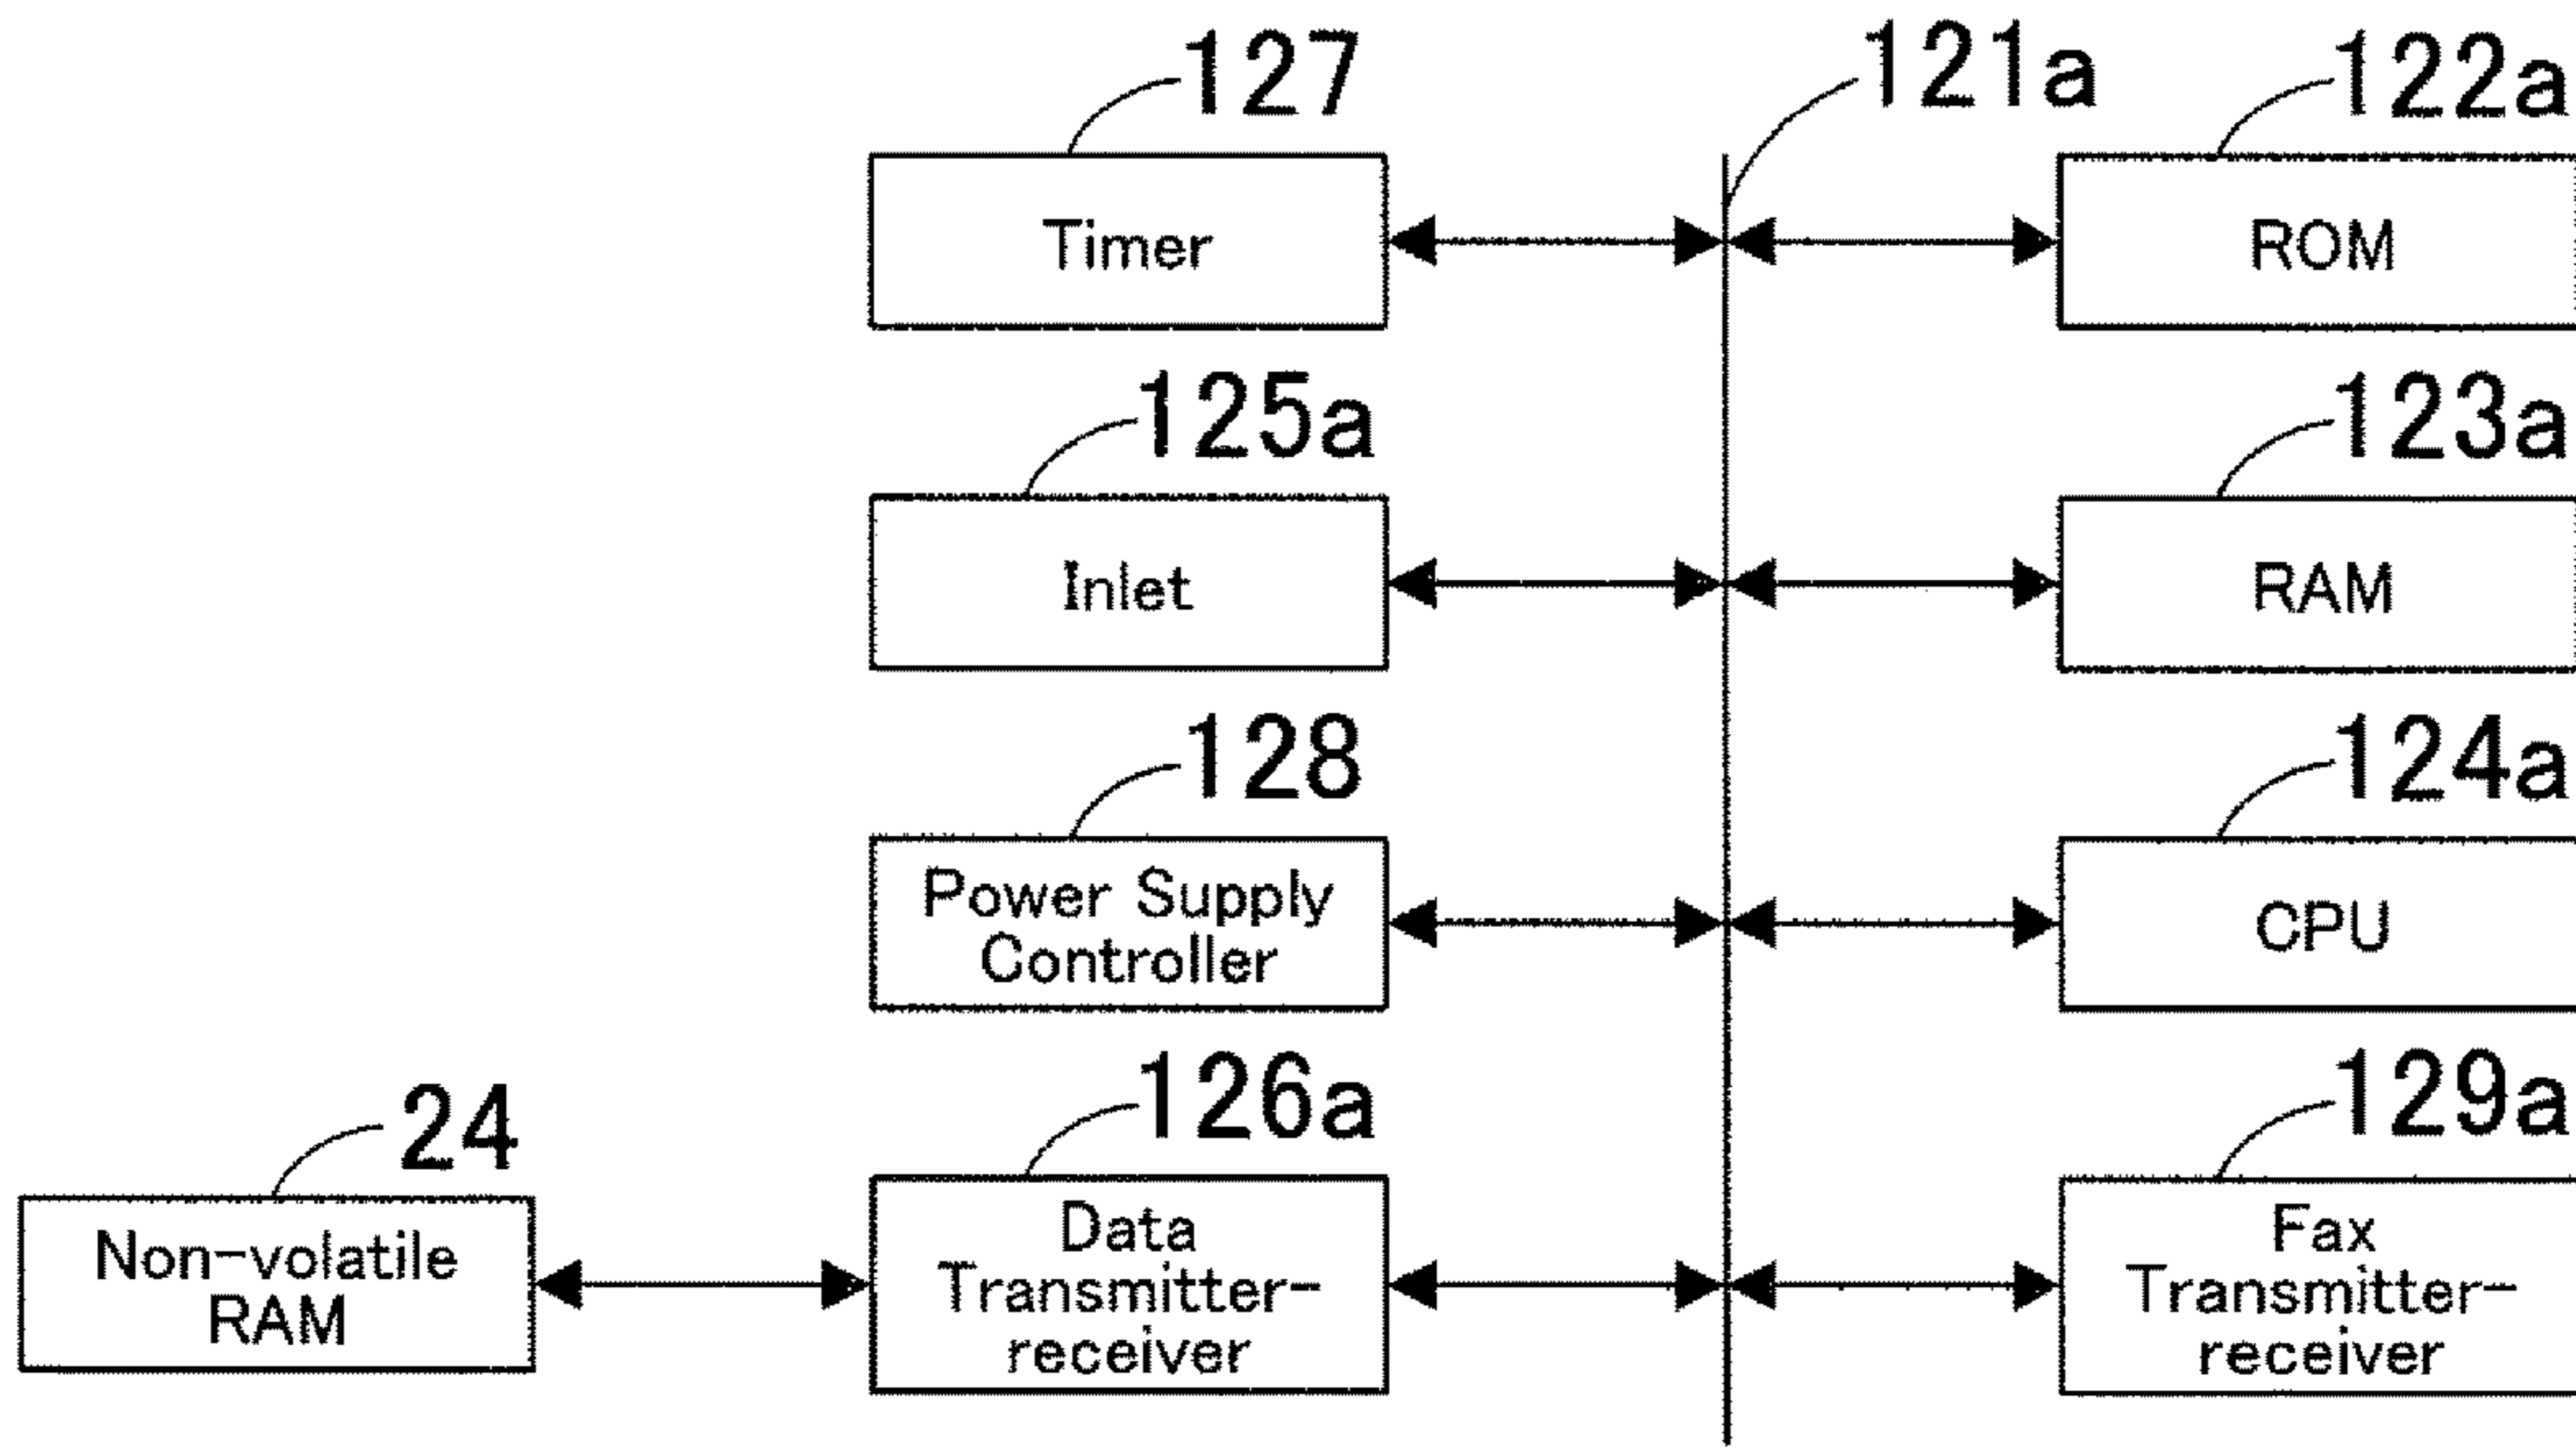 127
121a
122a
Timer
ROM
125a
123a
Inlet
RAM
128
124a
Power Supply
Controller
CPU
24
126a
129a
Non-volatile
RAM
Data
Transmitter-
receiver
Fax
Transmitter-
receiver